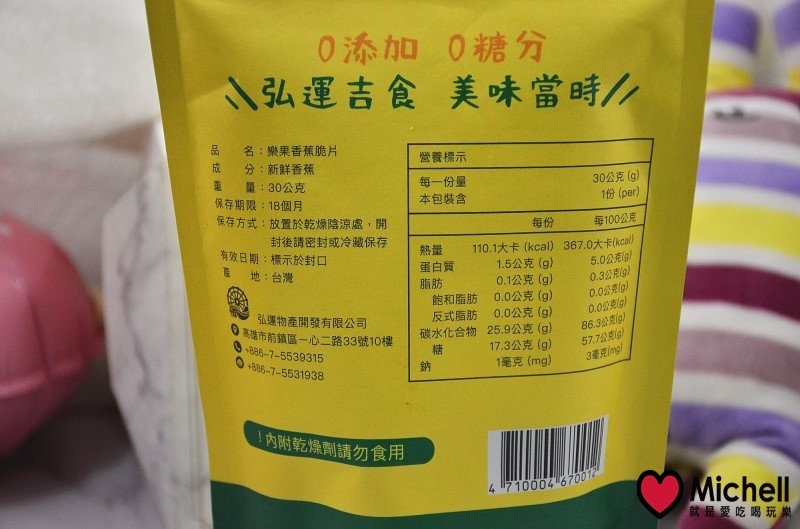 0添加 0糖分
弘運吉食 美味當時
品 名：樂果香蕉脆片
成 分：新鮮香蕉
重 量：30公克
保存期限：18個月
保存方式：放置於乾燥陰涼處，開
封後請密封或冷藏保存
有效日期：標示於封口
產 地：台灣
弘運物產開發有限公司
高雄市前鎮區一心二路33號10樓
+886-7-5539315
+886-7-5531938
！內附乾燥劑請勿食用
營養標示
每一份量 30公克 (g)
本包裝含 1份 (per)
每份 每100公克
熱量 110.1大卡 (kcal) 367.0大卡(kcal)
蛋白質 1.5公克 (g) 5.0公克(g)
脂肪 0.1公克 (g) 0.3公克(g)
飽和脂肪 0.0公克 (g) 0.0公克(g)
反式脂肪 0.0公克 (g) 0.0公克(g)
碳水化合物 25.9公克 (g) 86.3公克(g)
糖 17.3公克 (g) 57.7公克(g)
鈉 1毫克 (mg) 3毫克(mg)
4 710004 670012
Michell
就是愛吃喝玩樂